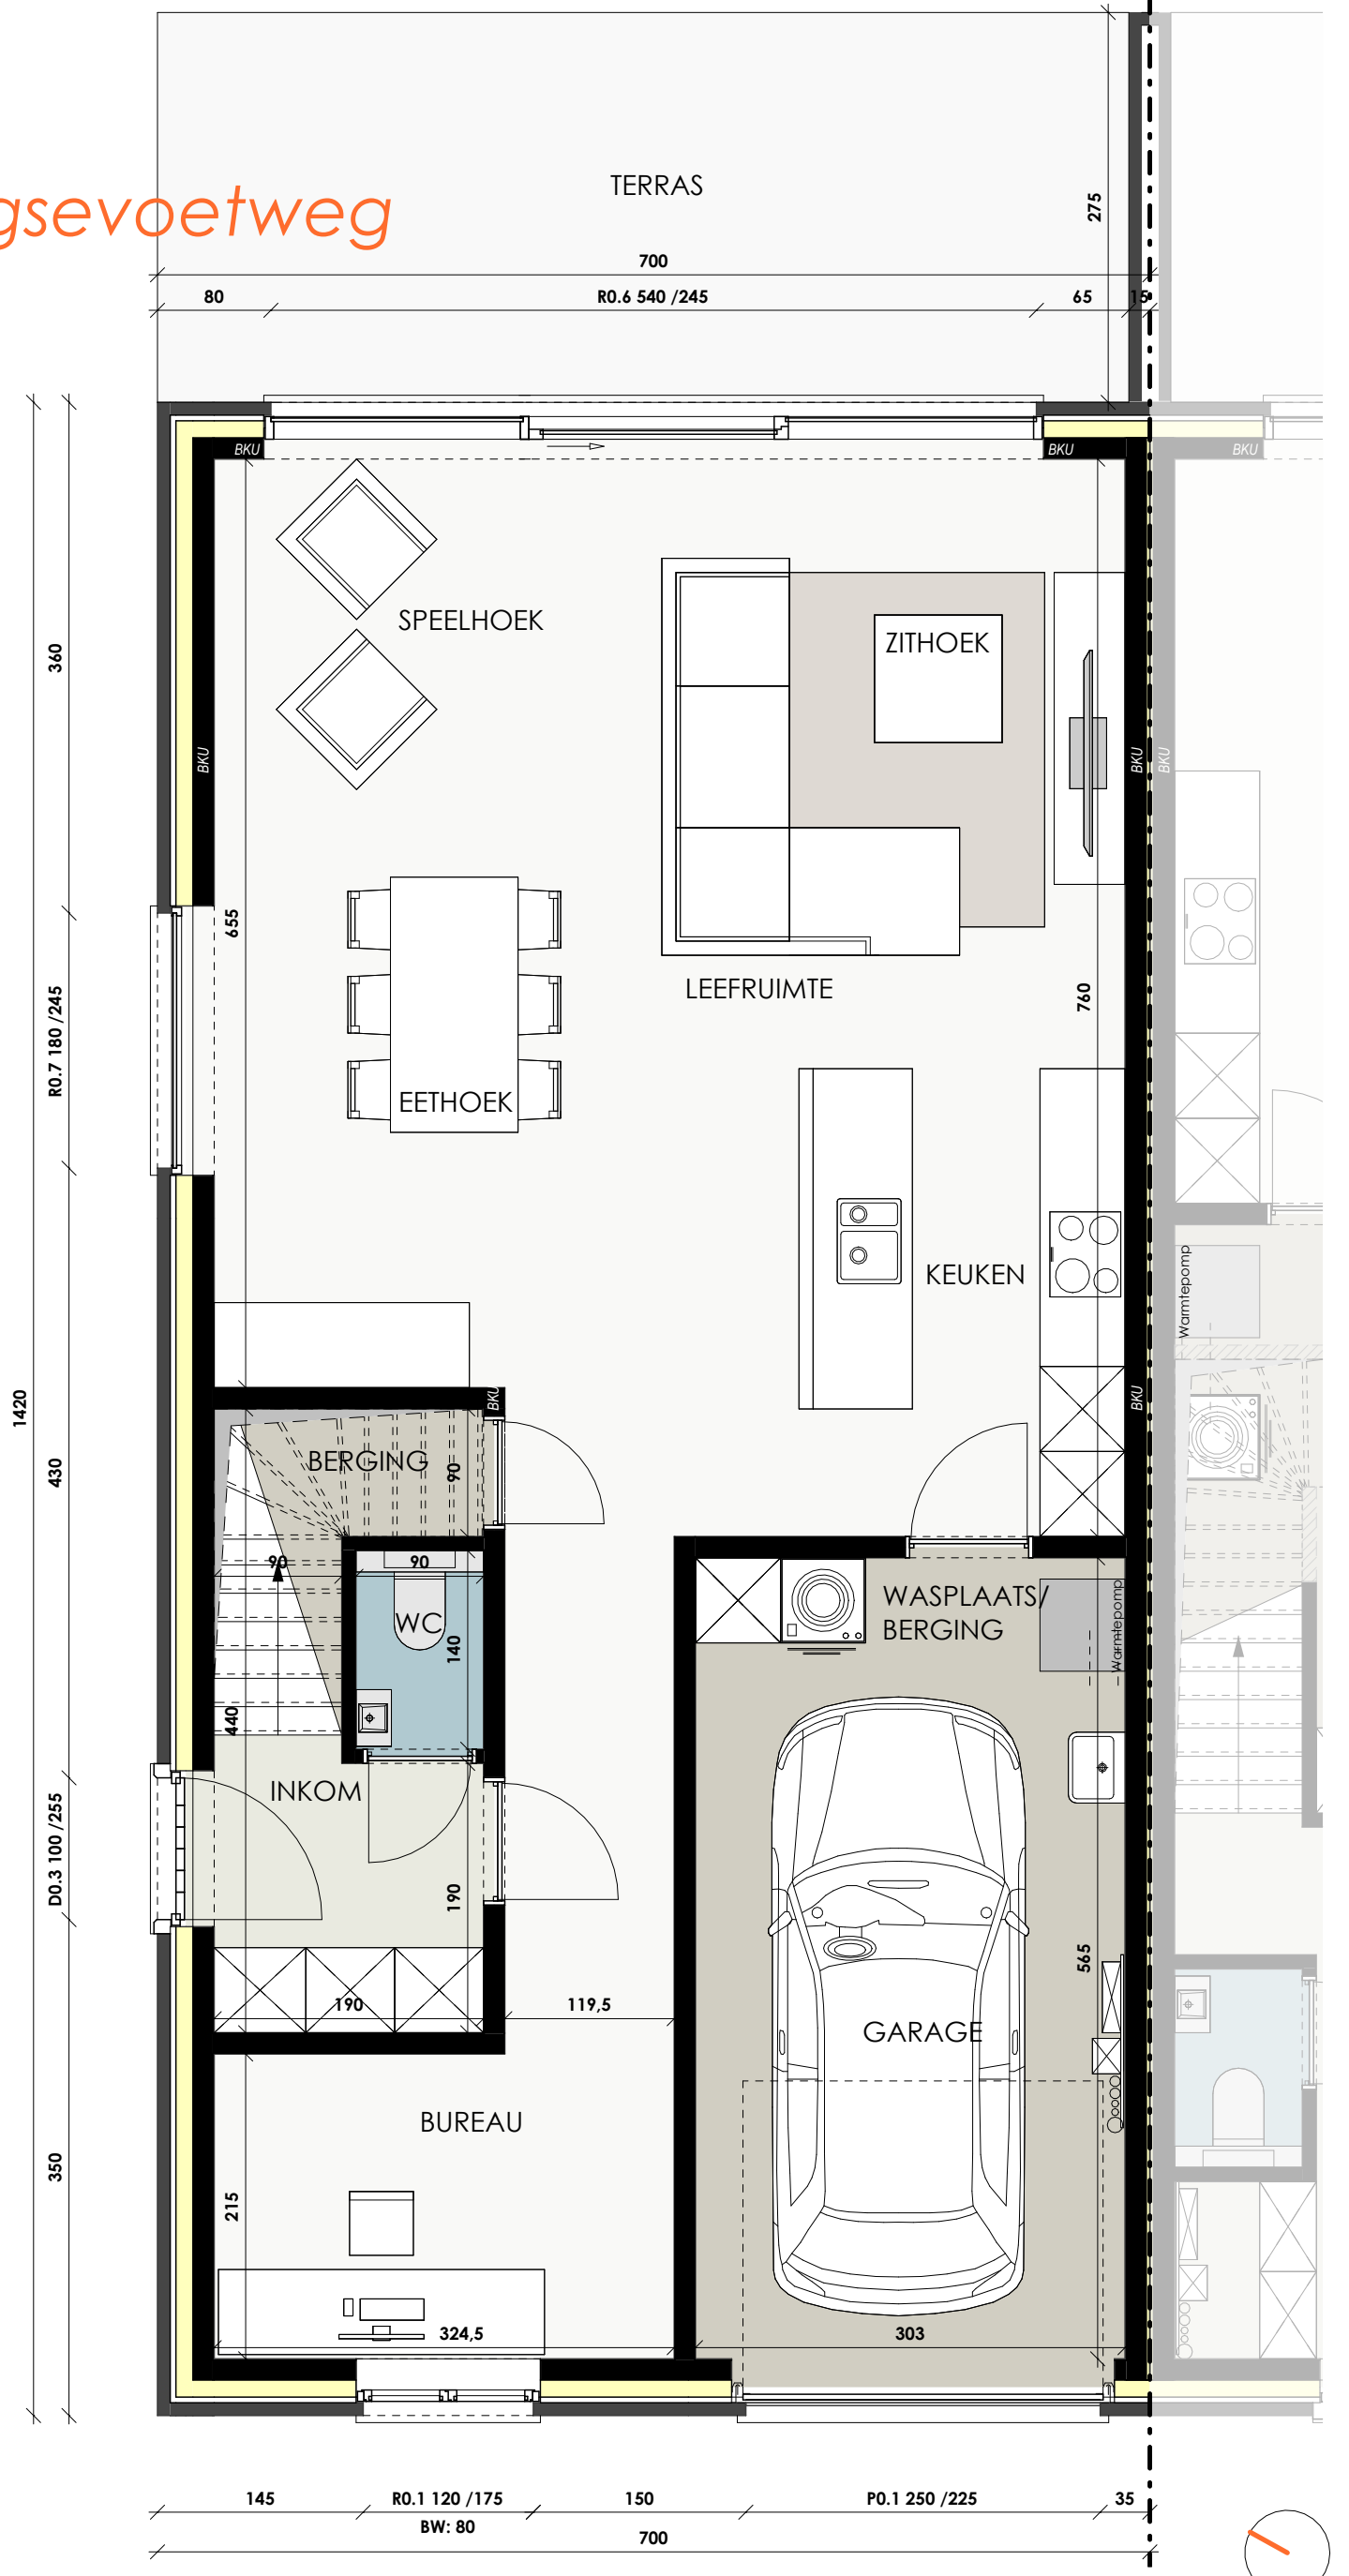 TERRAS
275
gsevoetweg
700
80
R0.6 540 /245
65
15
BKU
BKU
BKU
SPEELHOEK
ZITHOEK
360
BKU
BKU
BKU
655
LEEFRUIMTE
760
R0.7 180 /245
EETHOEK
KEUKEN
Warmtepomp
1420
BKU
BKU
430
BERGING
90
90
90
WC
140
WASPLAATS/
BERGING
Warmtepomp
440
INKOM
D0.3 100 /255
190
565
190
119,5
GARAGE
BUREAU
350
215
324,5
303
145
R0.1 120 /175
150
P0.1 250 /225
35
BW: 80
700